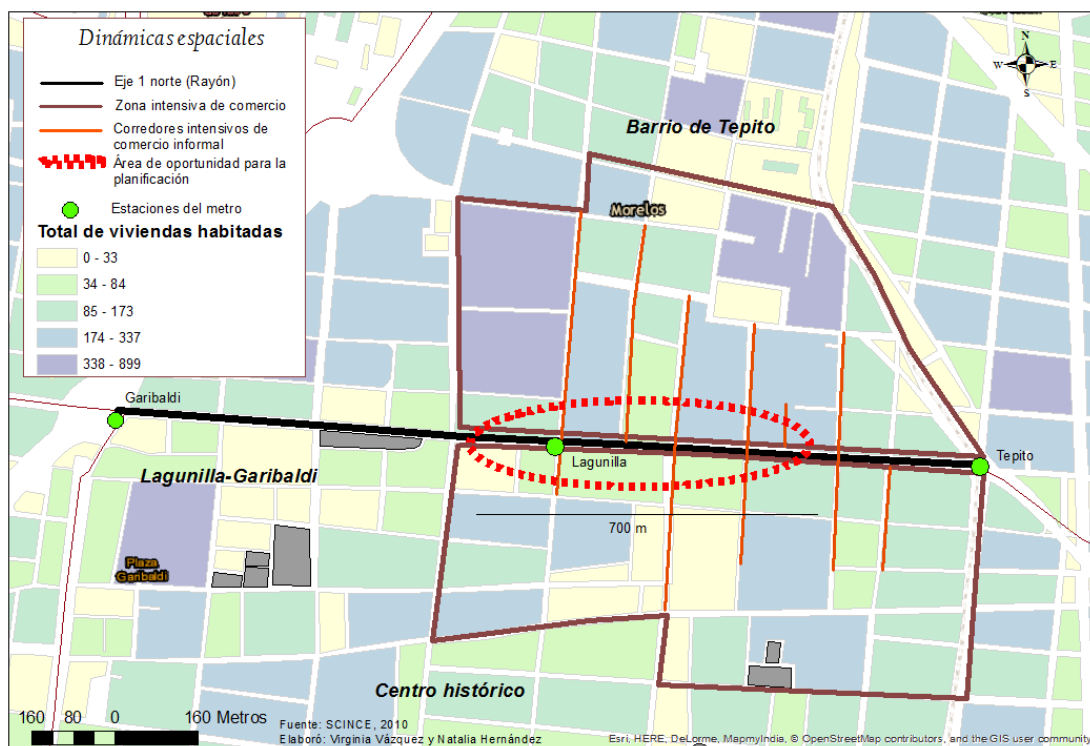 Dinámicas espaciales
Eje 1 norte (Rayón)
Zona intensiva de comercio
Corredores intensivos de
comercio informal
Área de oportunidad para la
planificación
Estaciones del metro
Total de viviendas habitadas
0 - 33
34 - 84
85 - 173
174 - 337
338 - 899
N
W E
S
Barrio de Tepito
Morelos
Garibaldi
Lagunilla
Tepito
Lagunilla-Garibaldi
700 m
Plaza
Garibaldi
Centro histórico
160 80 0 160 Metros
Fuente: SCINCE, 2010
Elaboró: Virginia Vázquez y Natalia Hernández
Esri, HERE, DeLorme, MapmyIndia, © OpenStreetMap contributors, and the GIS user communi